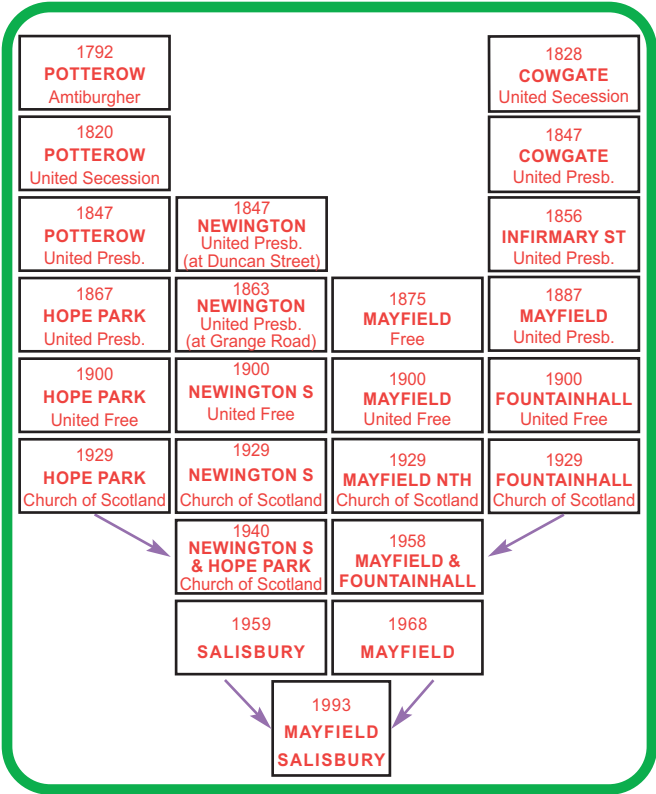 1792
POTTEROW
Amtiburgher
1828
COWGATE
United Secession
1820
POTTEROW
United Secession
1847
COWGATE
United Presb.
1847
POTTEROW
United Presb.
1847
NEWINGTON
United Presb.
(at Duncan Street)
1856
INFIRMARY ST
United Presb.
1867
HOPE PARK
United Presb.
1863
NEWINGTON
United Presb.
(at Grange Road)
1875
MAYFIELD
Free
1887
MAYFIELD
United Presb.
1900
HOPE PARK
United Free
1900
NEWINGTON S
United Free
1900
MAYFIELD
United Free
1900
FOUNTAINHALL
United Free
1929
HOPE PARK
Church of Scotland
1929
NEWINGTON S
Church of Scotland
1929
MAYFIELD NTH
Church of Scotland
1929
FOUNTAINHALL
Church of Scotland
1940
NEWINGTON S
& HOPE PARK
Church of Scotland
1958
MAYFIELD &
FOUNTAINHALL
1959
SALISBURY
1968
MAYFIELD
1993
MAYFIELD
SALISBURY